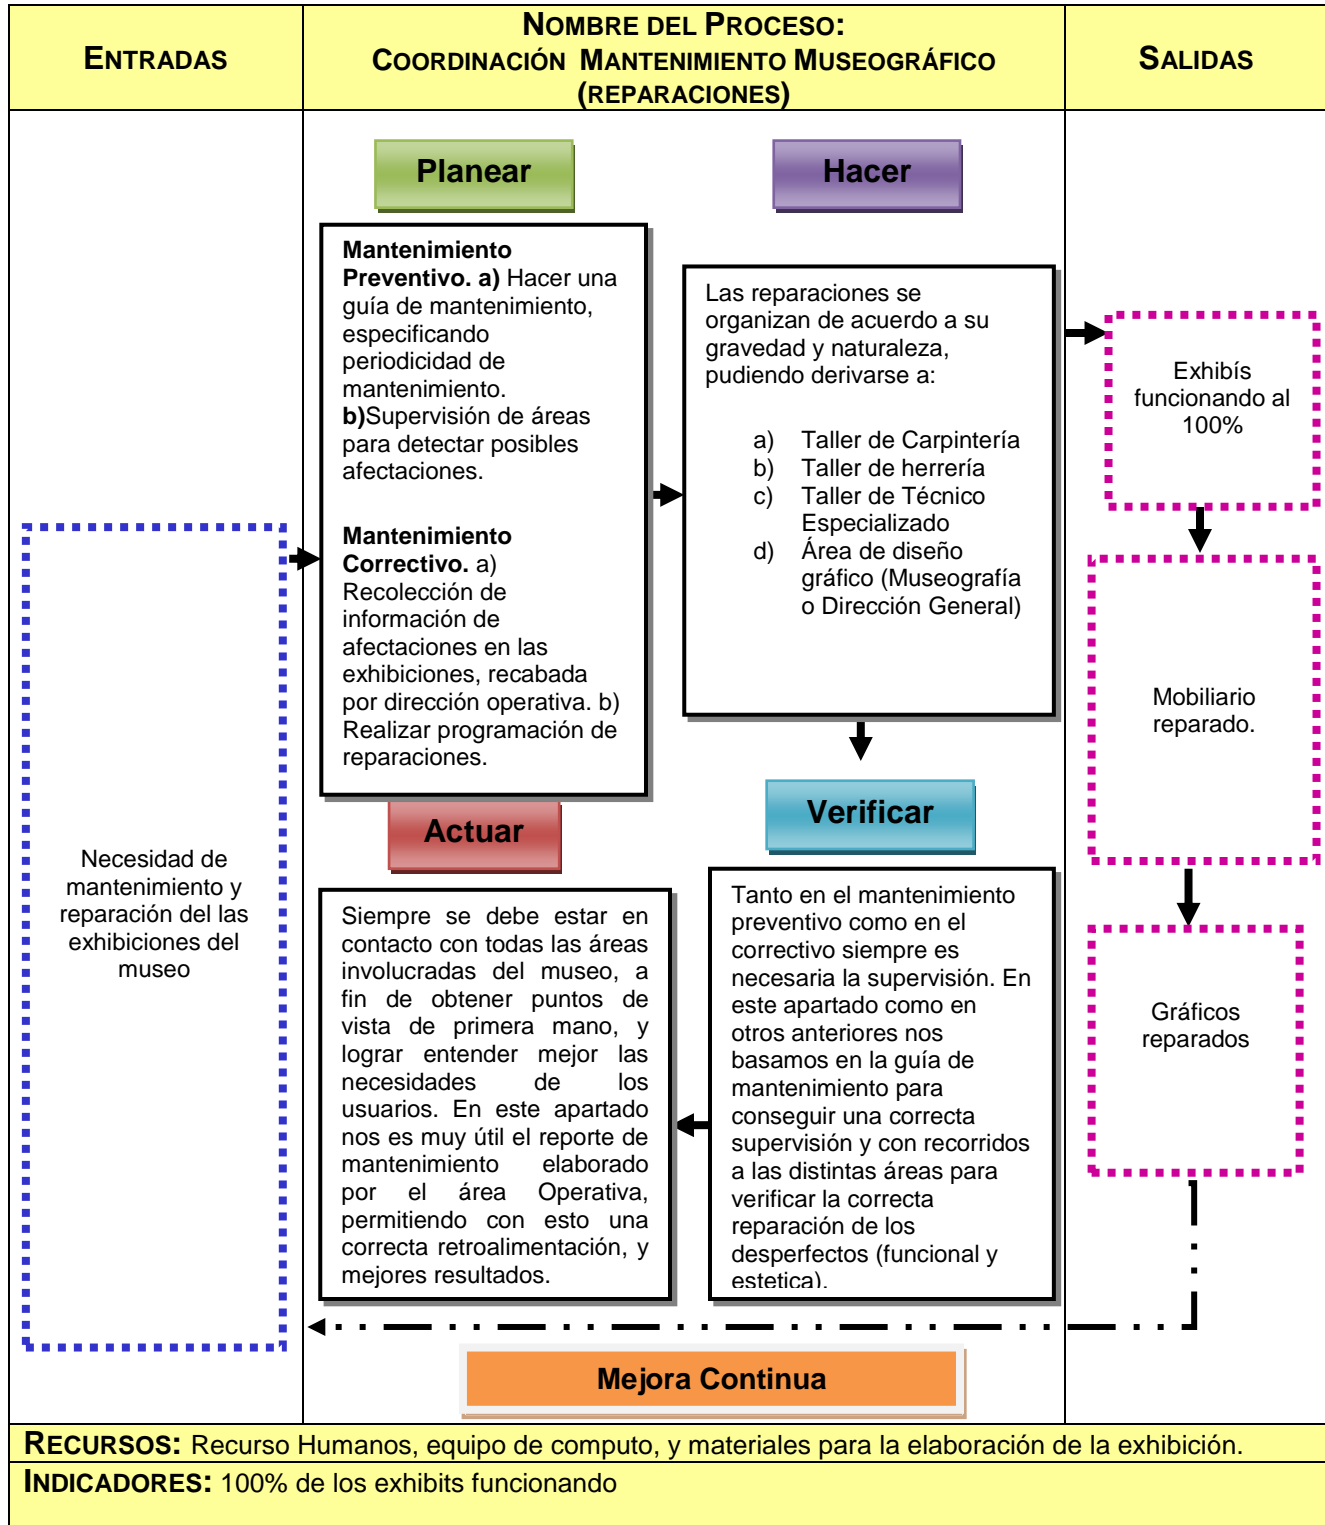 ENTRADAS
NOMBRE DEL PROCESO:
COORDINACIÓN MANTENIMIENTO MUSEOGRÁFICO
(REPARACIONES)
SALIDAS
Planear
Mantenimiento
Preventivo. a) Hacer una
guía de mantenimiento,
especificando
periodicidad de
mantenimiento.
b)Supervisión de áreas
para detectar posibles
afectaciones.
Mantenimiento
Correctivo. a)
Recolección de
información de
afectaciones en las
exhibiciones, recabada
por dirección operativa. b)
Realizar programación de
reparaciones.
Hacer
Las reparaciones se
organizan de acuerdo a su
gravedad y naturaleza,
pudiendo derivarse a:
a) Taller de Carpintería
b) Taller de herrería
c) Taller de Técnico
Especializado
d) Área de diseño
gráfico (Museografía
o Dirección General)
Verificar
Tanto en el mantenimiento
preventivo como en el
correctivo siempre es
necesaria la supervisión. En
este apartado como en
otros anteriores nos
basamos en la guía de
mantenimiento para
conseguir una correcta
supervisión y con recorridos
a las distintas áreas para
verificar la correcta
reparación de los
desperfectos (funcional y
estetica).
Actuar
Siempre se debe estar en
contacto con todas las áreas
involucradas del museo, a
fin de obtener puntos de
vista de primera mano, y
lograr entender mejor las
necesidades de los
usuarios. En este apartado
nos es muy útil el reporte de
mantenimiento elaborado
por el área Operativa,
permitiendo con esto una
correcta retroalimentación, y
mejores resultados.
Necesidad de
mantenimiento y
reparación del las
exhibiciones del
museo
Exhibís
funcionando al
100%
Mobiliario
reparado.
Gráficos
reparados
Mejora Continua
RECURSOS: Recurso Humanos, equipo de computo, y materiales para la elaboración de la exhibición.
INDICADORES: 100% de los exhibits funcionando